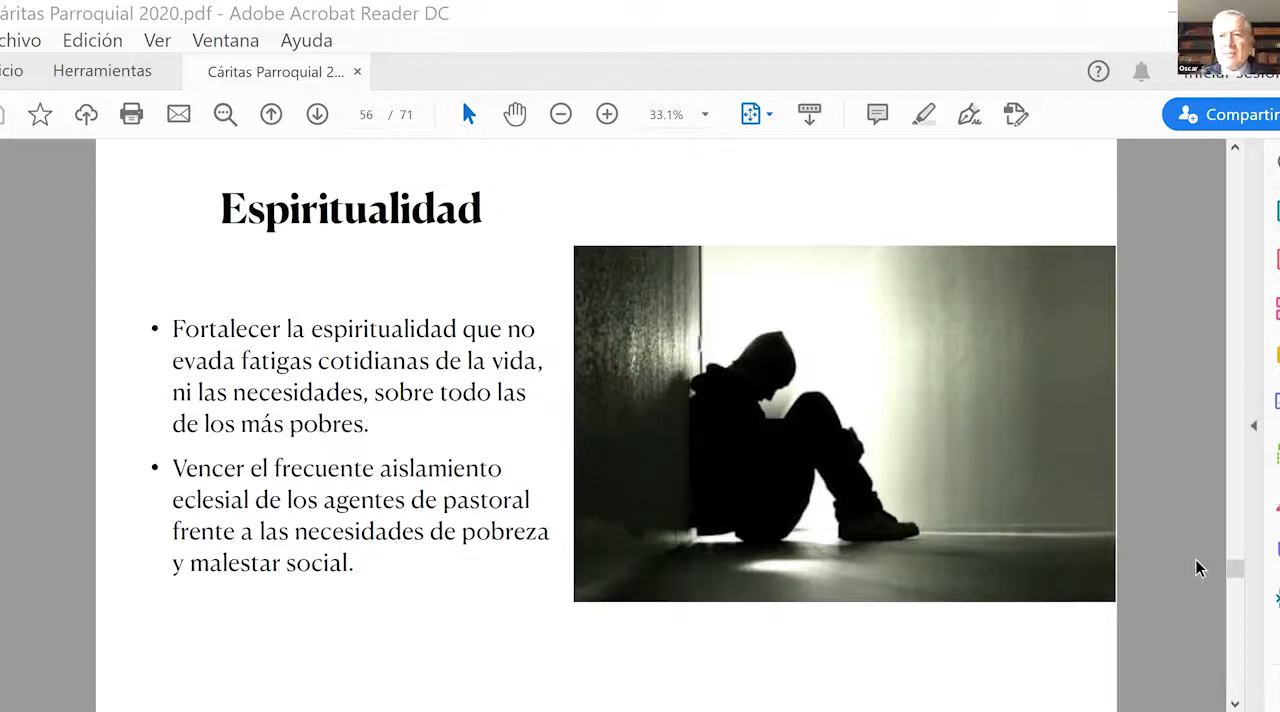 áritas Parroquial 2020.pdf - Adobe Acrobat Reader DC
chivo Edición Ver Ventana Ayuda
icio Herramientas Cáritas Parroquial 2... ×
56 / 71 33.1% Compartir
Oscar
Espiritualidad
• Fortalecer la espiritualidad que no
evada fatigas cotidianas de la vida,
ni las necesidades, sobre todo las
de los más pobres.
• Vencer el frecuente aislamiento
eclesial de los agentes de pastoral
frente a las necesidades de pobreza
y malestar social.